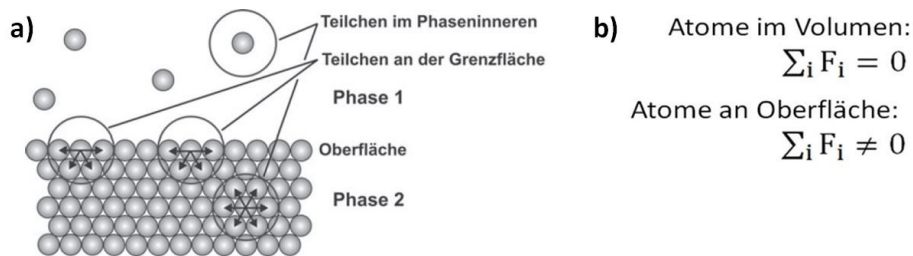 a)
Teilchen im Phaseninneren
Teilchen an der Grenzfläche
Phase 1
Oberfläche
Phase 2
b)
Atome im Volumen:
∑i Fi = 0
Atome an Oberfläche:
∑i Fi ≠ 0